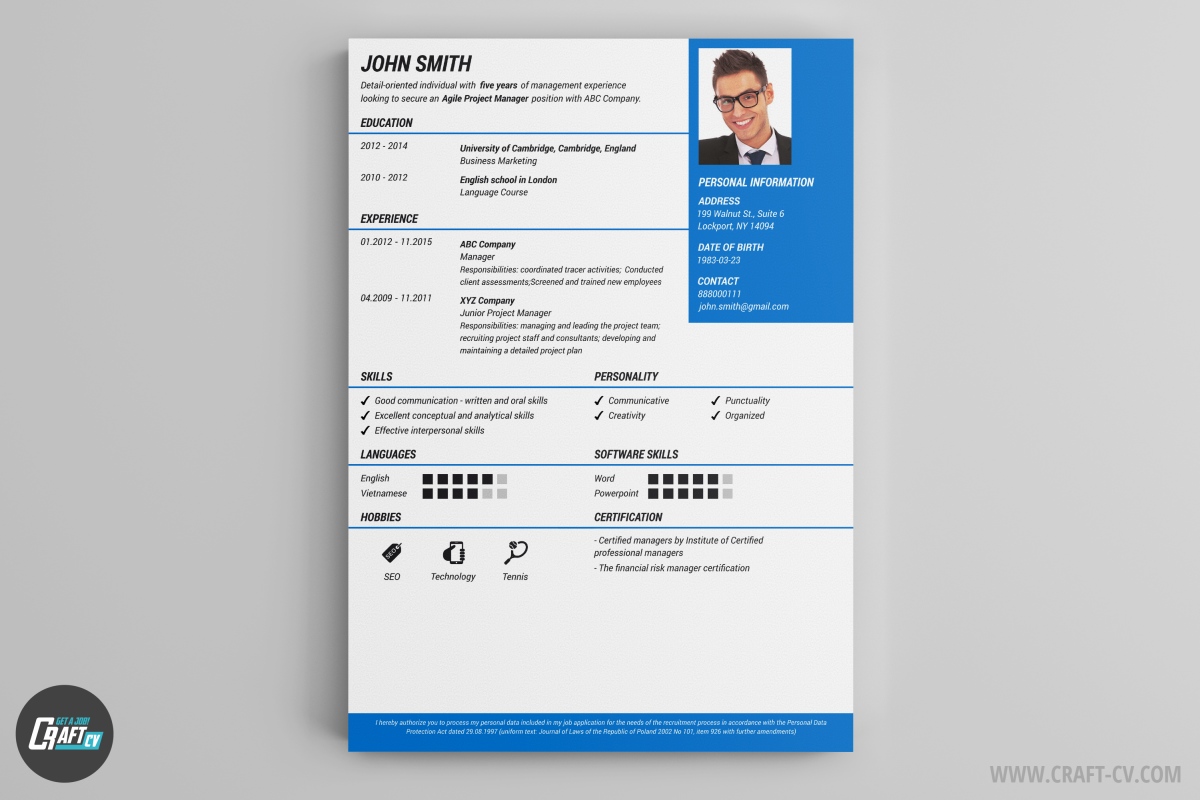 JOHN SMITH
Detail-oriented individual with five years of management experience
looking to secure an Agile Project Manager position with ABC Company.
EDUCATION
2012 - 2014
University of Cambridge, Cambridge, England
Business Marketing
2010 - 2012
English school in London
Language Course
EXPERIENCE
01.2012 - 11.2015
ABC Company
Manager
Responsibilities: coordinated tracer activities; Conducted
client assessments;Screened and trained new employees
04.2009 - 11.2011
XYZ Company
Junior Project Manager
Responsibilities: managing and leading the project team;
recruiting project staff and consultants; developing and
maintaining a detailed project plan
PERSONAL INFORMATION
ADDRESS
199 Walnut St., Suite 6
Lockport, NY 14094
DATE OF BIRTH
1983-03-23
CONTACT
888000111
john.smith@gmail.com
SKILLS
Good communication - written and oral skills
Excellent conceptual and analytical skills
Effective interpersonal skills
PERSONALITY
Communicative
Punctuality
Creativity
Organized
LANGUAGES
English
Vietnamese
SOFTWARE SKILLS
Word
Powerpoint
HOBBIES
SEO
SEO
Technology
Tennis
CERTIFICATION
- Certified managers by Institute of Certified
professional managers
- The financial risk manager certification
I hereby authorize you to process my personal data included in my job application for the needs of the recruitment process in accordance with the Personal Data
Protection Act dated 29.08.1997 (uniform text: Journal of Laws of the Republic of Poland 2002 No 101, item 926 with further amendments)
GET A JOB!
CRAFT
CV
WWW.CRAFT-CV.COM